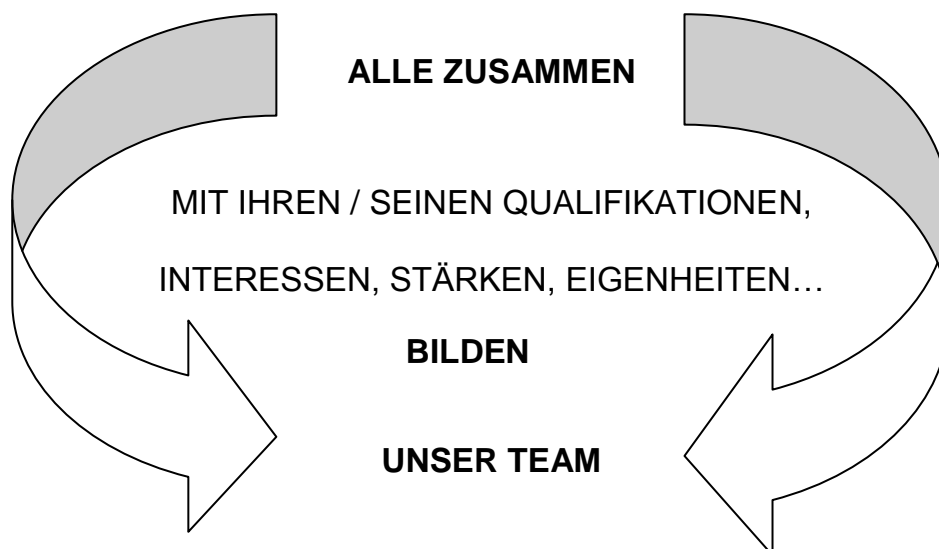 ALLE ZUSAMMEN
MIT IHREN / SEINEN QUALIFIKATIONEN,
INTERESSEN, STÄRKEN, EIGENHEITEN…
BILDEN
UNSER TEAM